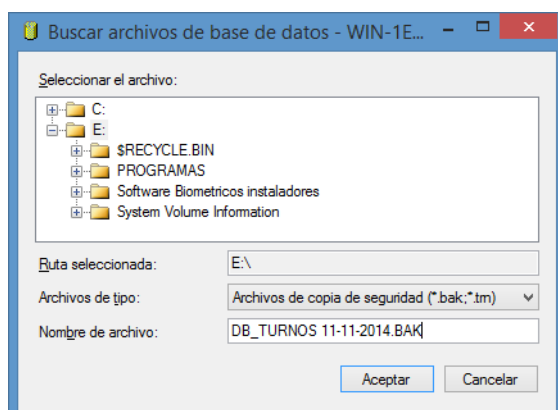 Buscar archivos de base de datos - WIN-1E...
Seleccionar el archivo:
C:
E:
$RECYCLE.BIN
PROGRAMAS
Software Biometricos instaladores
System Volume Information
Ruta seleccionada: E:\
Archivos de tipo: Archivos de copia de seguridad (*.bak;*.trn)
Nombre de archivo: DB_TURNOS 11-11-2014.BAK
Aceptar Cancelar